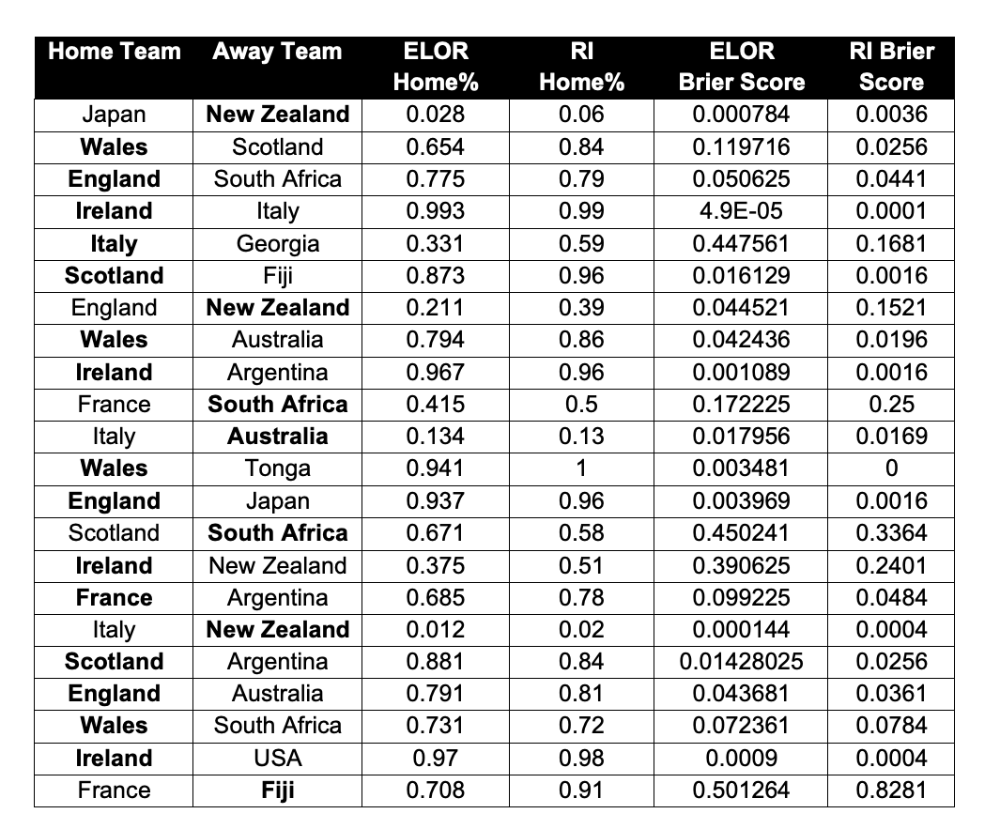 Home Team Away Team ELOR RI ELOR RI Brier
Home% Home% Brier Score Score
Japan New Zealand 0.028 0.06 0.000784 0.0036
Wales Scotland 0.654 0.84 0.119716 0.0256
England South Africa 0.775 0.79 0.050625 0.0441
Ireland Italy 0.993 0.99 4.9E-05 0.0001
Italy Georgia 0.331 0.59 0.447561 0.1681
Scotland Fiji 0.873 0.96 0.016129 0.0016
England New Zealand 0.211 0.39 0.044521 0.1521
Wales Australia 0.794 0.86 0.042436 0.0196
Ireland Argentina 0.967 0.96 0.001089 0.0016
France South Africa 0.415 0.5 0.172225 0.25
Italy Australia 0.134 0.13 0.017956 0.0169
Wales Tonga 0.941 1 0.003481 0
England Japan 0.937 0.96 0.003969 0.0016
Scotland South Africa 0.671 0.58 0.450241 0.3364
Ireland New Zealand 0.375 0.51 0.390625 0.2401
France Argentina 0.685 0.78 0.099225 0.0484
Italy New Zealand 0.012 0.02 0.000144 0.0004
Scotland Argentina 0.881 0.84 0.01428025 0.0256
England Australia 0.791 0.81 0.043681 0.0361
Wales South Africa 0.731 0.72 0.072361 0.0784
Ireland USA 0.97 0.98 0.0009 0.0004
France Fiji 0.708 0.91 0.501264 0.8281